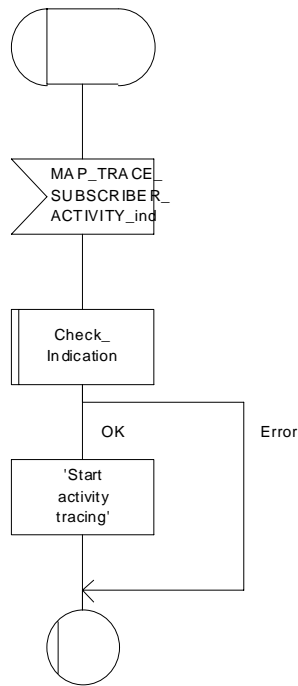 MAP_TRACE_
SUBSCRIBER_
ACTIVITY_ind
Check_
Indication
OK
Error
'Start
activity
tracing'